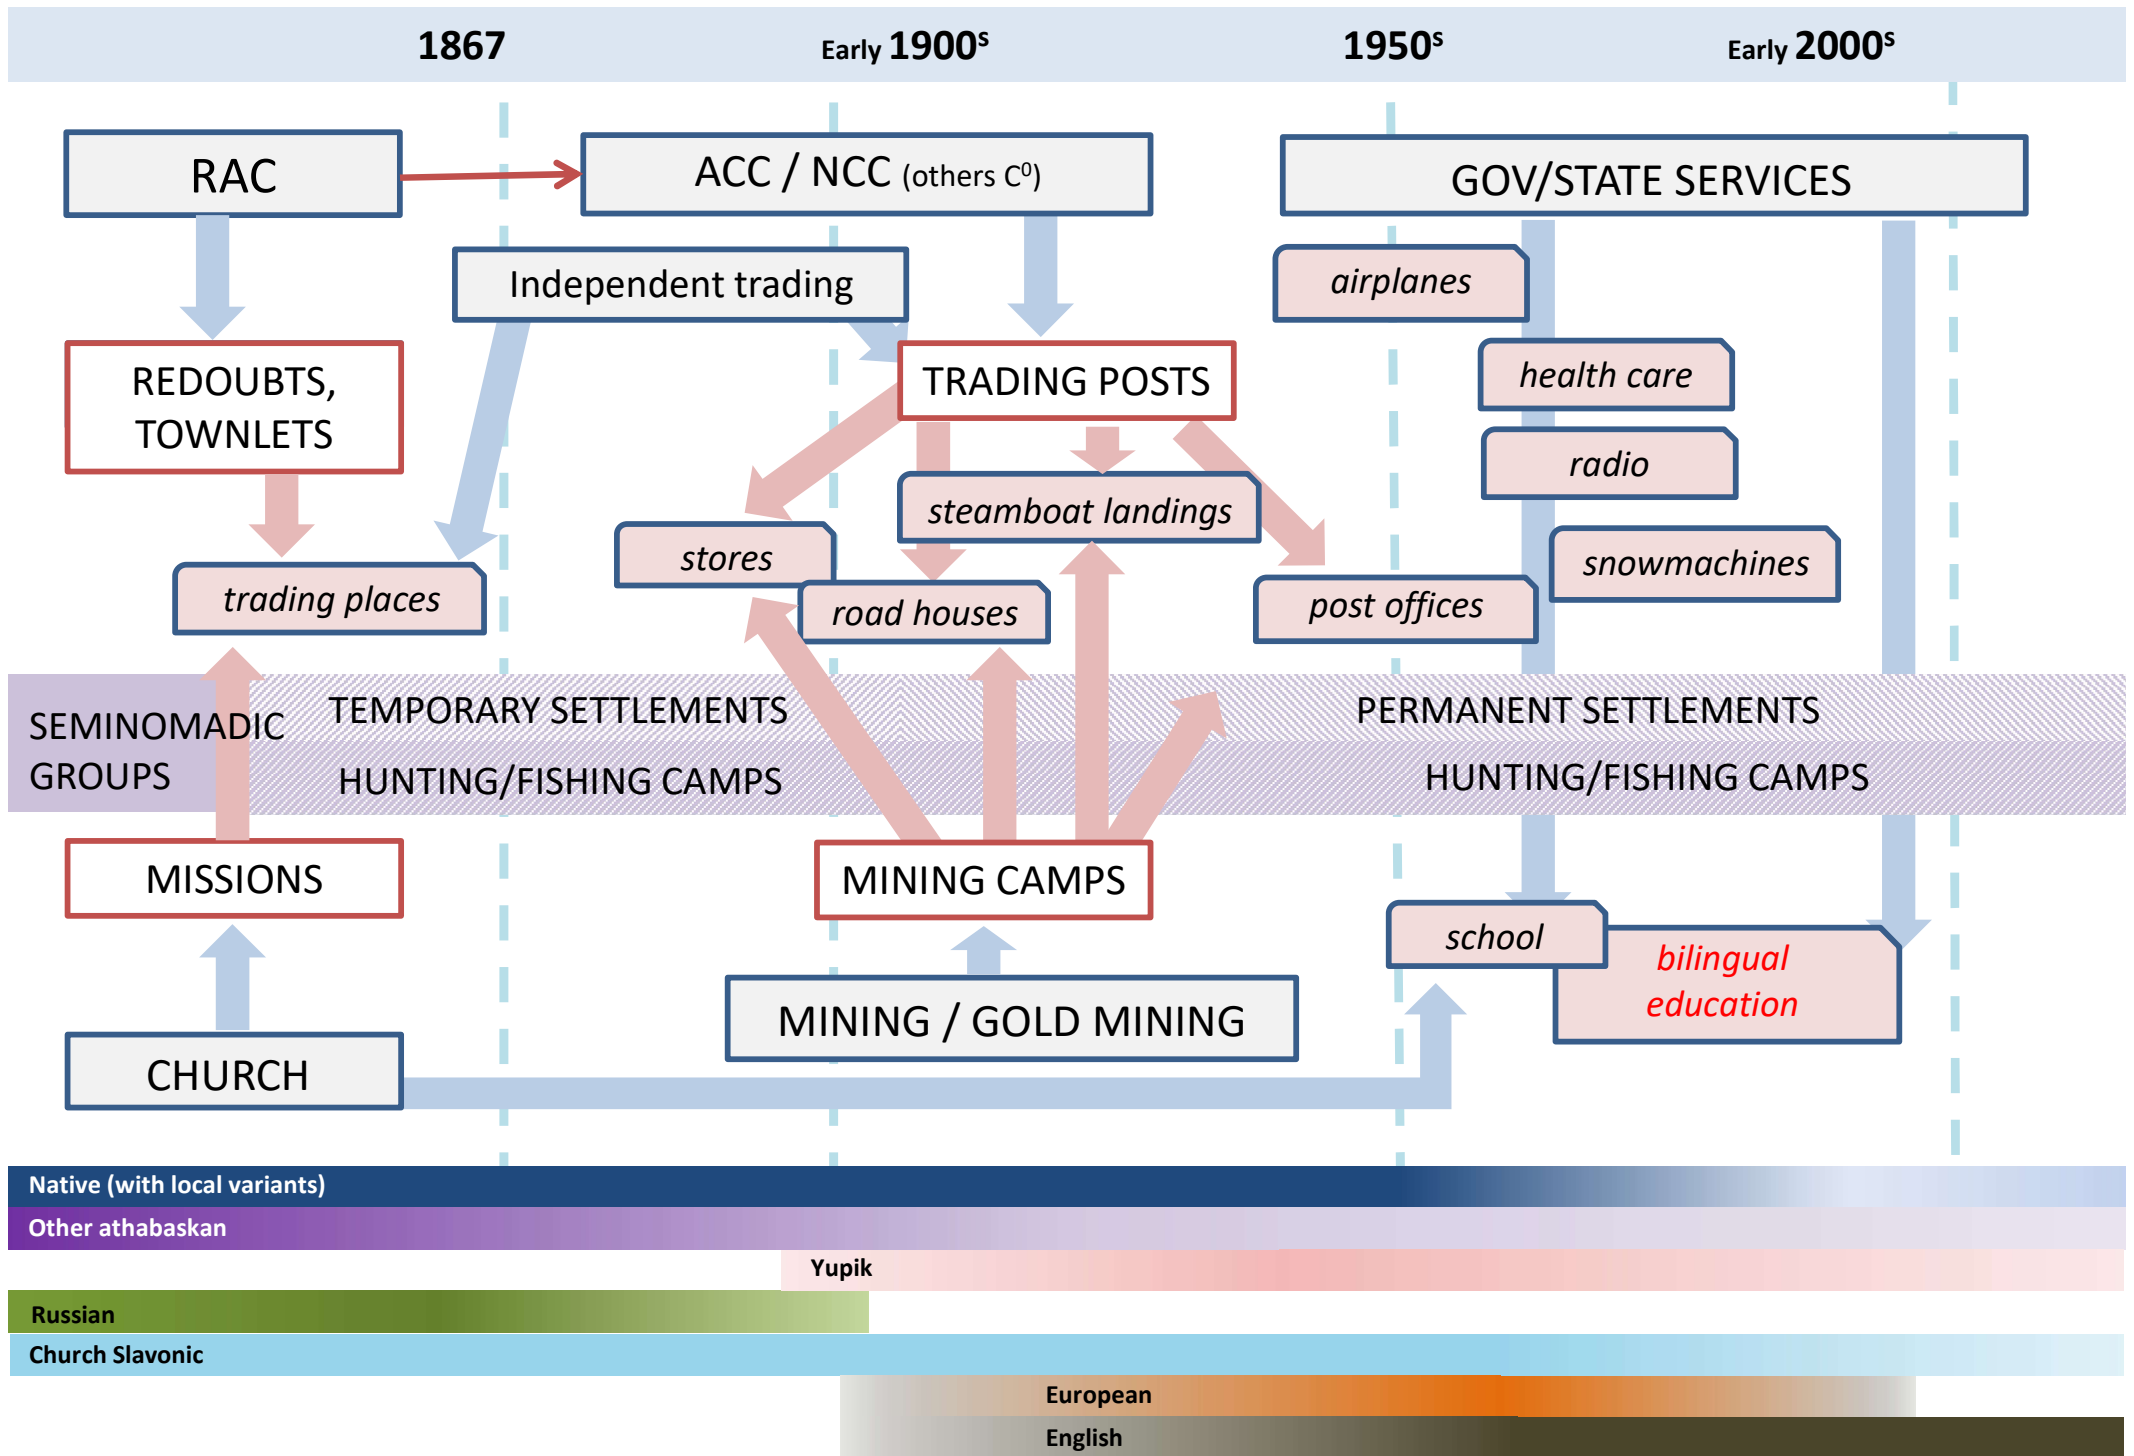 1867
Early 1900s
1950s
Early 2000s
RAC
ACC / NCC (others C0)
GOV/STATE SERVICES
Independent trading
airplanes
REDOUBTS,
TOWNLETS
TRADING POSTS
health care
radio
steamboat landings
stores
snowmachines
trading places
road houses
post offices
SEMINOMADIC
GROUPS
TEMPORARY SETTLEMENTS
PERMANENT SETTLEMENTS
HUNTING/FISHING CAMPS
HUNTING/FISHING CAMPS
MISSIONS
MINING CAMPS
school
bilingual
education
MINING / GOLD MINING
CHURCH
Native (with local variants)
Other athabaskan
Yupik
Russian
Church Slavonic
European
English